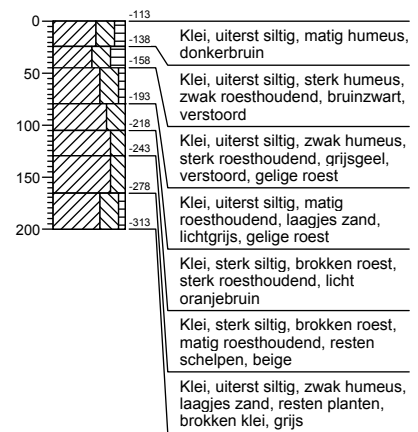 0
50
100
150
200
-113
-138
-158
-193
-218
-243
-278
-313
Klei, uiterst siltig, matig humeus,
donkerbruin
Klei, uiterst siltig, sterk humeus,
zwak roesthoudend, bruinzwart,
verstoord
Klei, uiterst siltig, zwak humeus,
sterk roesthoudend, grijsgeel,
verstoord, gelige roest
Klei, uiterst siltig, matig
roesthoudend, laagjes zand,
lichtgrijs, gelige roest
Klei, sterk siltig, brokken roest,
sterk roesthoudend, licht
oranjebruin
Klei, sterk siltig, brokken roest,
matig roesthoudend, resten
schelpen, beige
Klei, uiterst siltig, zwak humeus,
laagjes zand, resten planten,
brokken klei, grijs